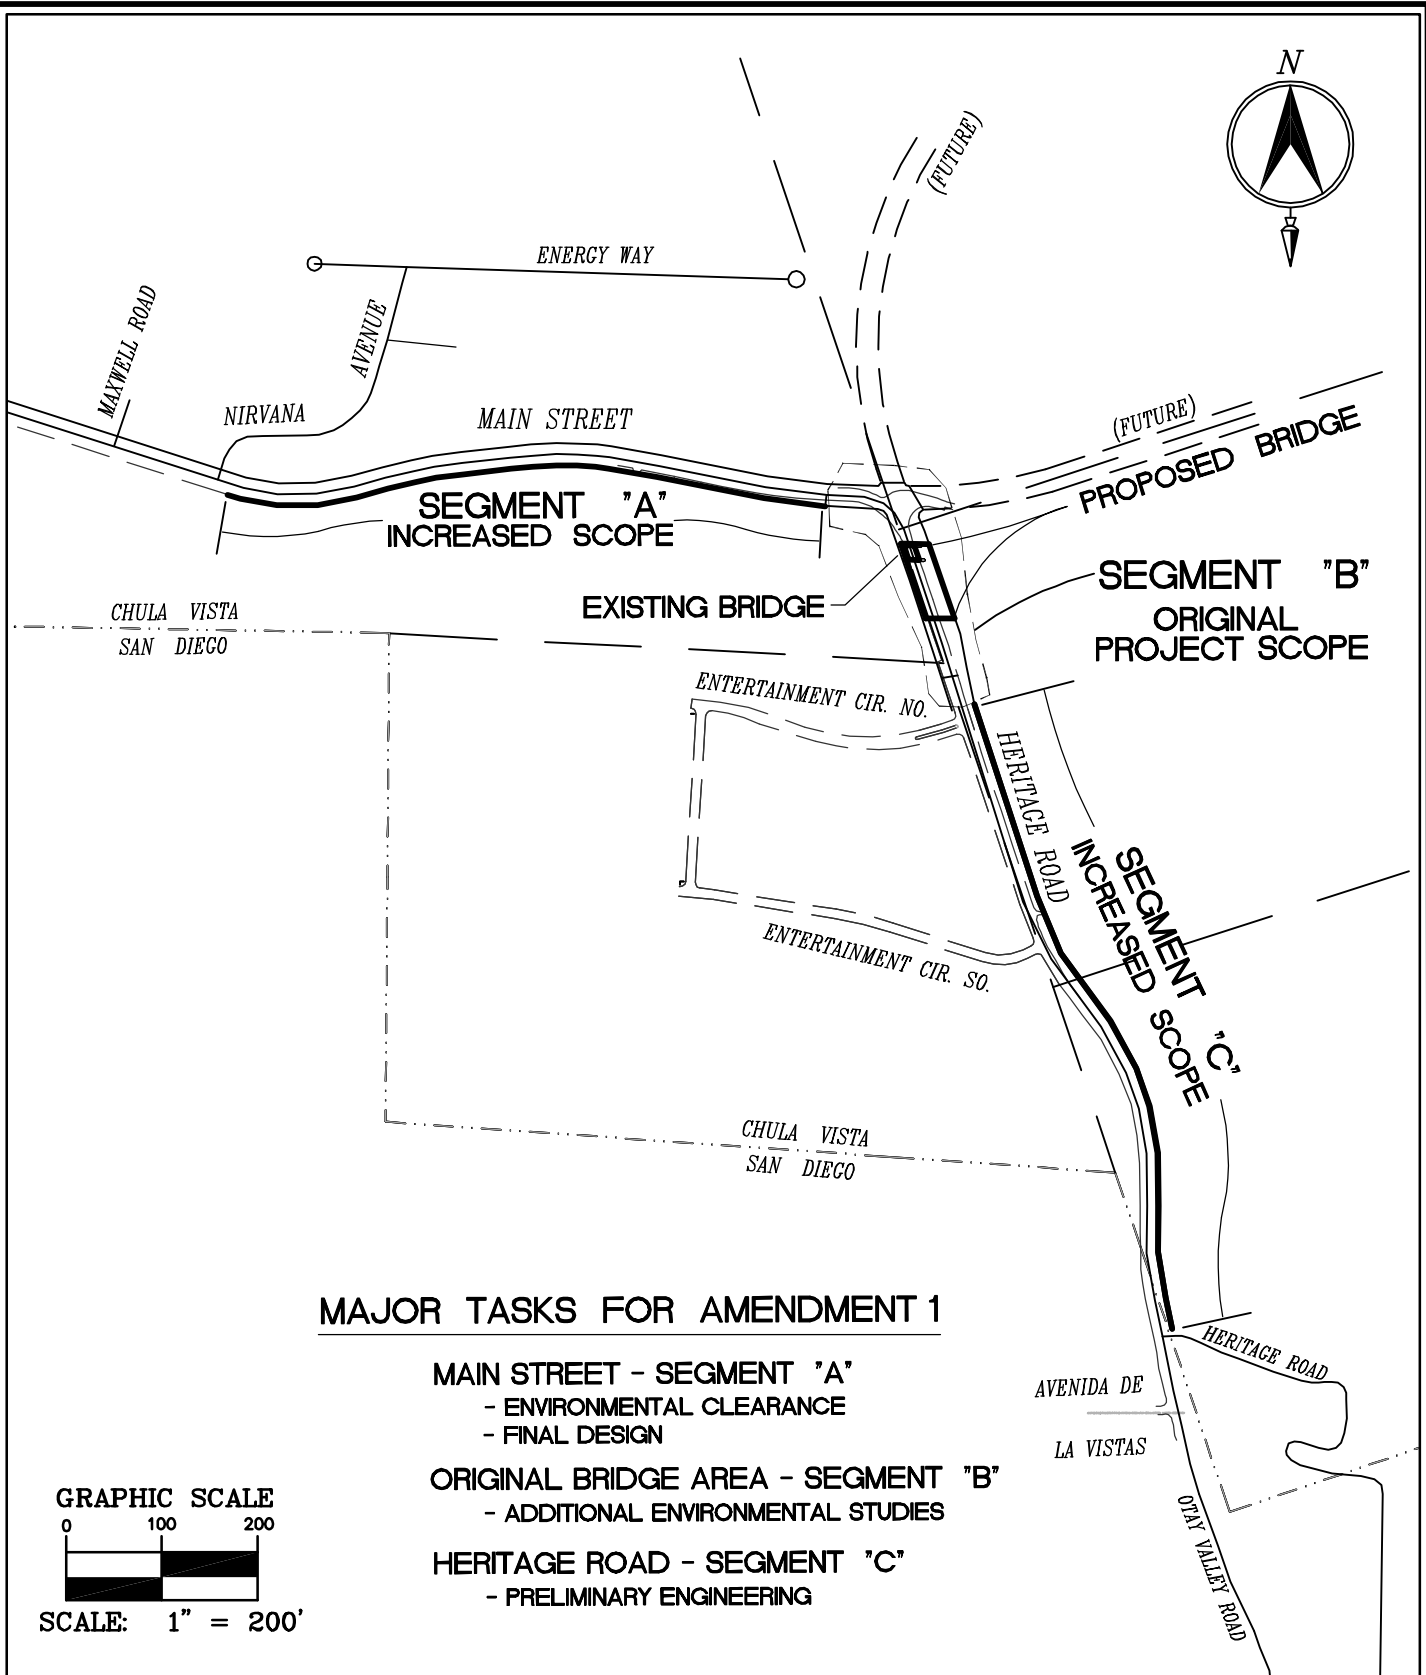 N
(FUTURE)
ENERGY WAY
MAXWELL ROAD
AVENUE
NIRVANA
MAIN STREET
(FUTURE)
PROPOSED BRIDGE
SEGMENT "A"
INCREASED SCOPE
EXISTING BRIDGE
SEGMENT "B"
ORIGINAL
PROJECT SCOPE
CHULA VISTA
SAN DIEGO
ENTERTAINMENT CIR. NO.
HERITAGE ROAD
SEGMENT "C"
INCREASED SCOPE
ENTERTAINMENT CIR. SO.
CHULA VISTA
SAN DIEGO
HERITAGE ROAD
AVENIDA DE
LA VISTAS
OTAY VALLEY ROAD
MAJOR TASKS FOR AMENDMENT 1
MAIN STREET - SEGMENT "A"
- ENVIRONMENTAL CLEARANCE
- FINAL DESIGN
ORIGINAL BRIDGE AREA - SEGMENT "B"
- ADDITIONAL ENVIRONMENTAL STUDIES
HERITAGE ROAD - SEGMENT "C"
- PRELIMINARY ENGINEERING
GRAPHIC SCALE
0 100 200
SCALE: 1" = 200'